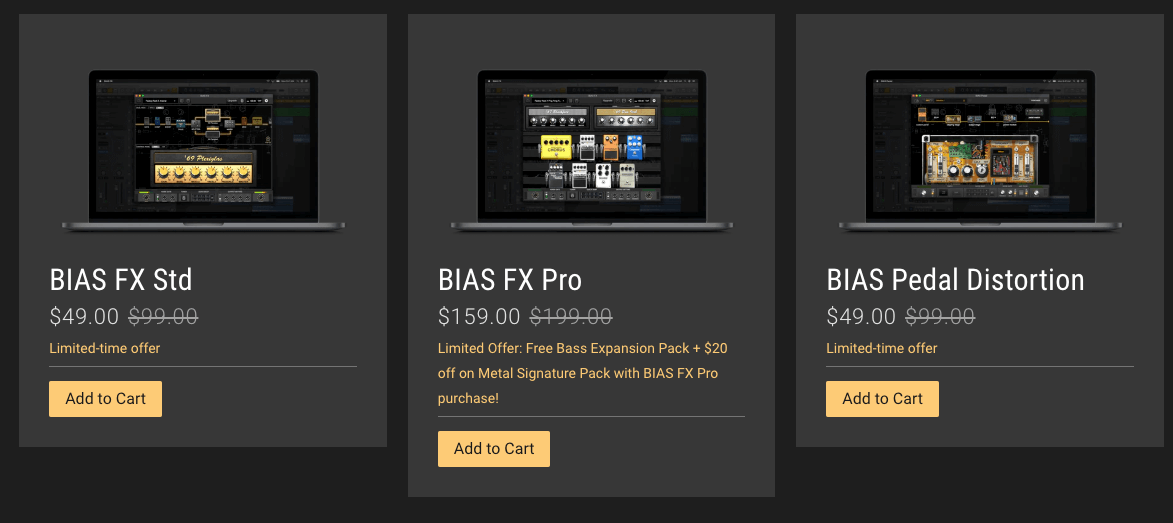 '69 Plexiglas
BIAS FX Std
$49.00 $99.00
Limited-time offer
Add to Cart
BIAS FX Pro
$159.00 $199.00
Limited Offer: Free Bass Expansion Pack + $20
off on Metal Signature Pack with BIAS FX Pro
purchase!
Add to Cart
BIAS Pedal Distortion
$49.00 $99.00
Limited-time offer
Add to Cart